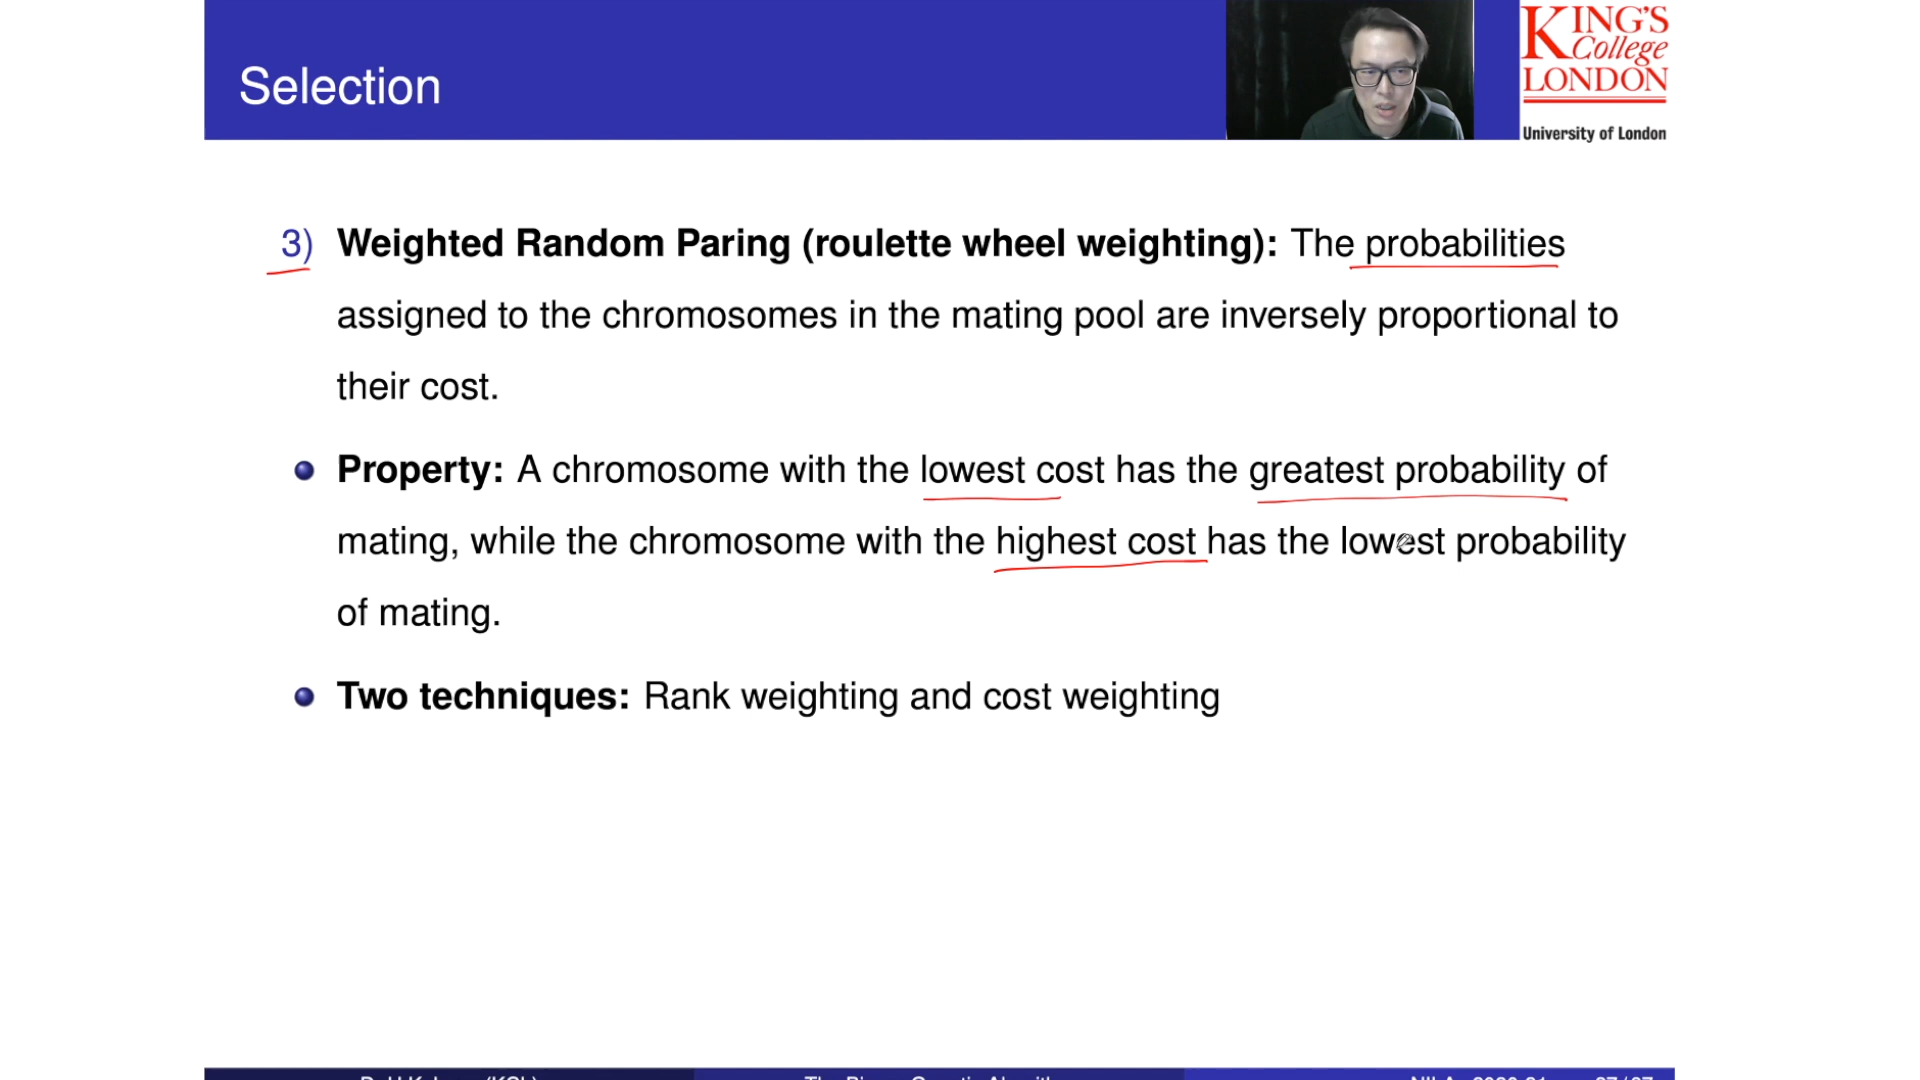 Selection
KING'S
College
LONDON
University of London
3) Weighted Random Paring (roulette wheel weighting): The probabilities
assigned to the chromosomes in the mating pool are inversely proportional to
their cost.
Property: A chromosome with the lowest cost has the greatest probability of
mating, while the chromosome with the highest cost has the lowest probability
of mating.
Two techniques: Rank weighting and cost weighting